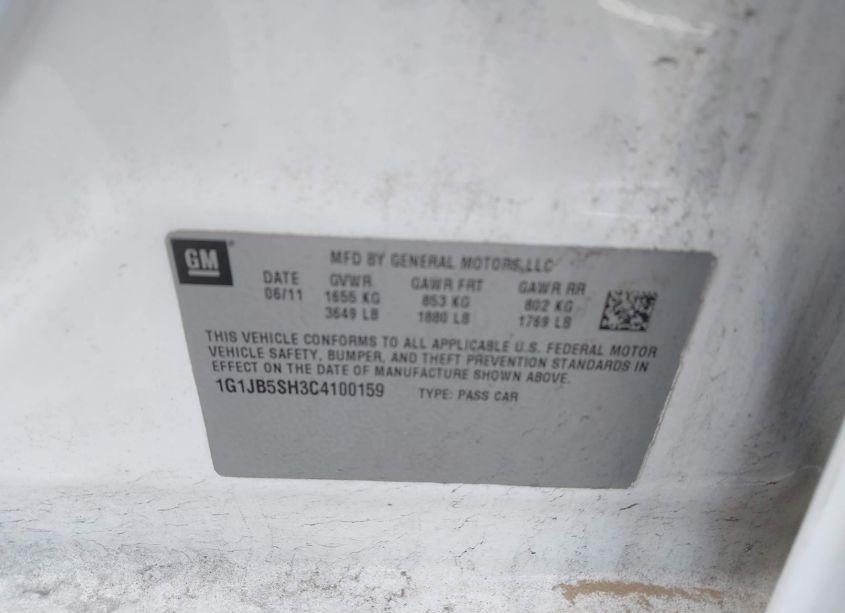 GM
MFD BY GENERAL MOTORS,LLC
DATE GVWR GAWR FRT GAWR RR
06/11 1655 KG 853 KG 802 KG
3649 LB 1880 LB 1769 LB
THIS VEHICLE CONFORMS TO ALL APPLICABLE U.S. FEDERAL MOTOR
VEHICLE SAFETY, BUMPER, AND THEFT PREVENTION STANDARDS IN
EFFECT ON THE DATE OF MANUFACTURE SHOWN ABOVE.
1G1JB5SH3C4100159 TYPE: PASS CAR